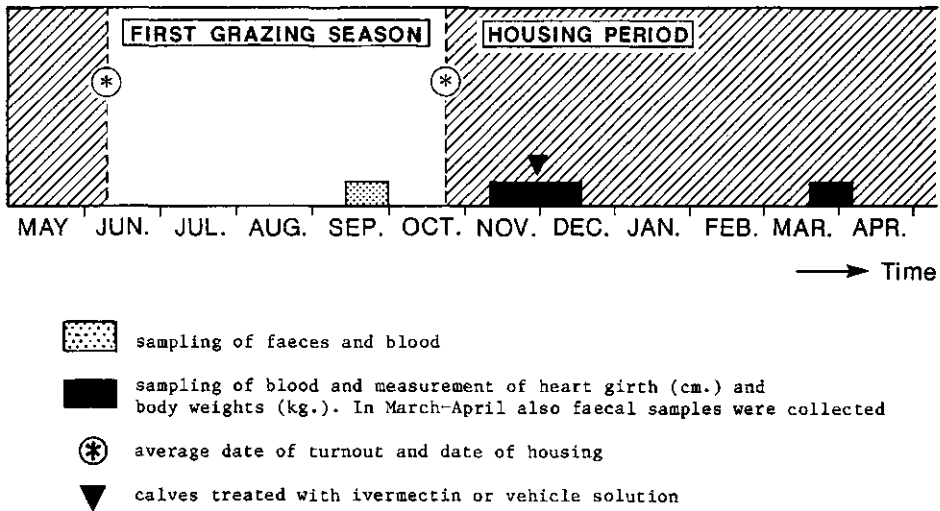 FIRST GRAZING SEASON
HOUSING PERIOD
MAY JUN. JUL. AUG. SEP. OCT. NOV. DEC. JAN. FEB. MAR. APR.
Time
sampling of faeces and blood
sampling of blood and measurement of heart girth (cm.) and
body weights (kg.). In March-April also faecal samples were collected
average date of turnout and date of housing
calves treated with ivermectin or vehicle solution